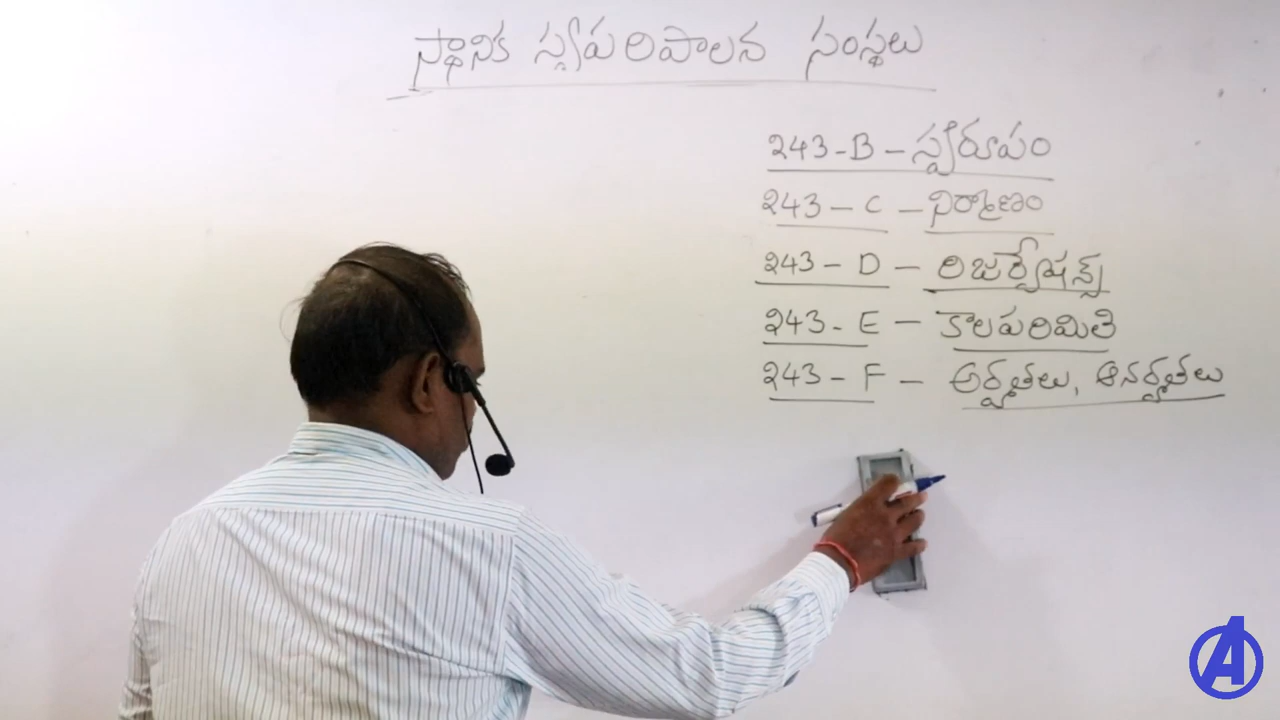 స్థానిక స్వపరిపాలన సంస్థలు
243-B - స్వరూపం
243 - C - నిర్మాణం
243 - D - రిజర్వేషన్స్
243 - E - కాలపరిమితి
243 - F - అర్హతలు, అనర్హతలు
A